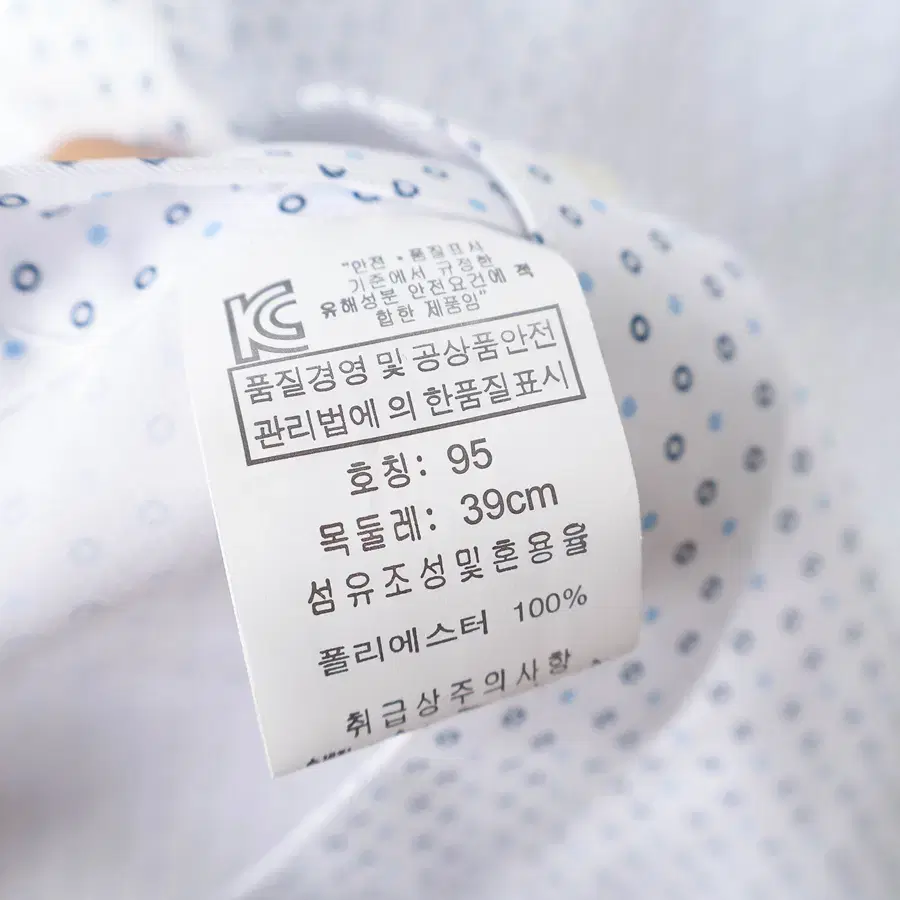 KC
"안전·품질표시
기준에서 규정한
유해성분 안전요건에 적
합한 제품임"
품질경영 및 공상품안전
관리법에 의 한품질표시
호칭: 95
목둘레: 39cm
섬유조성및혼용율
폴리에스터 100%
취급상주의사항